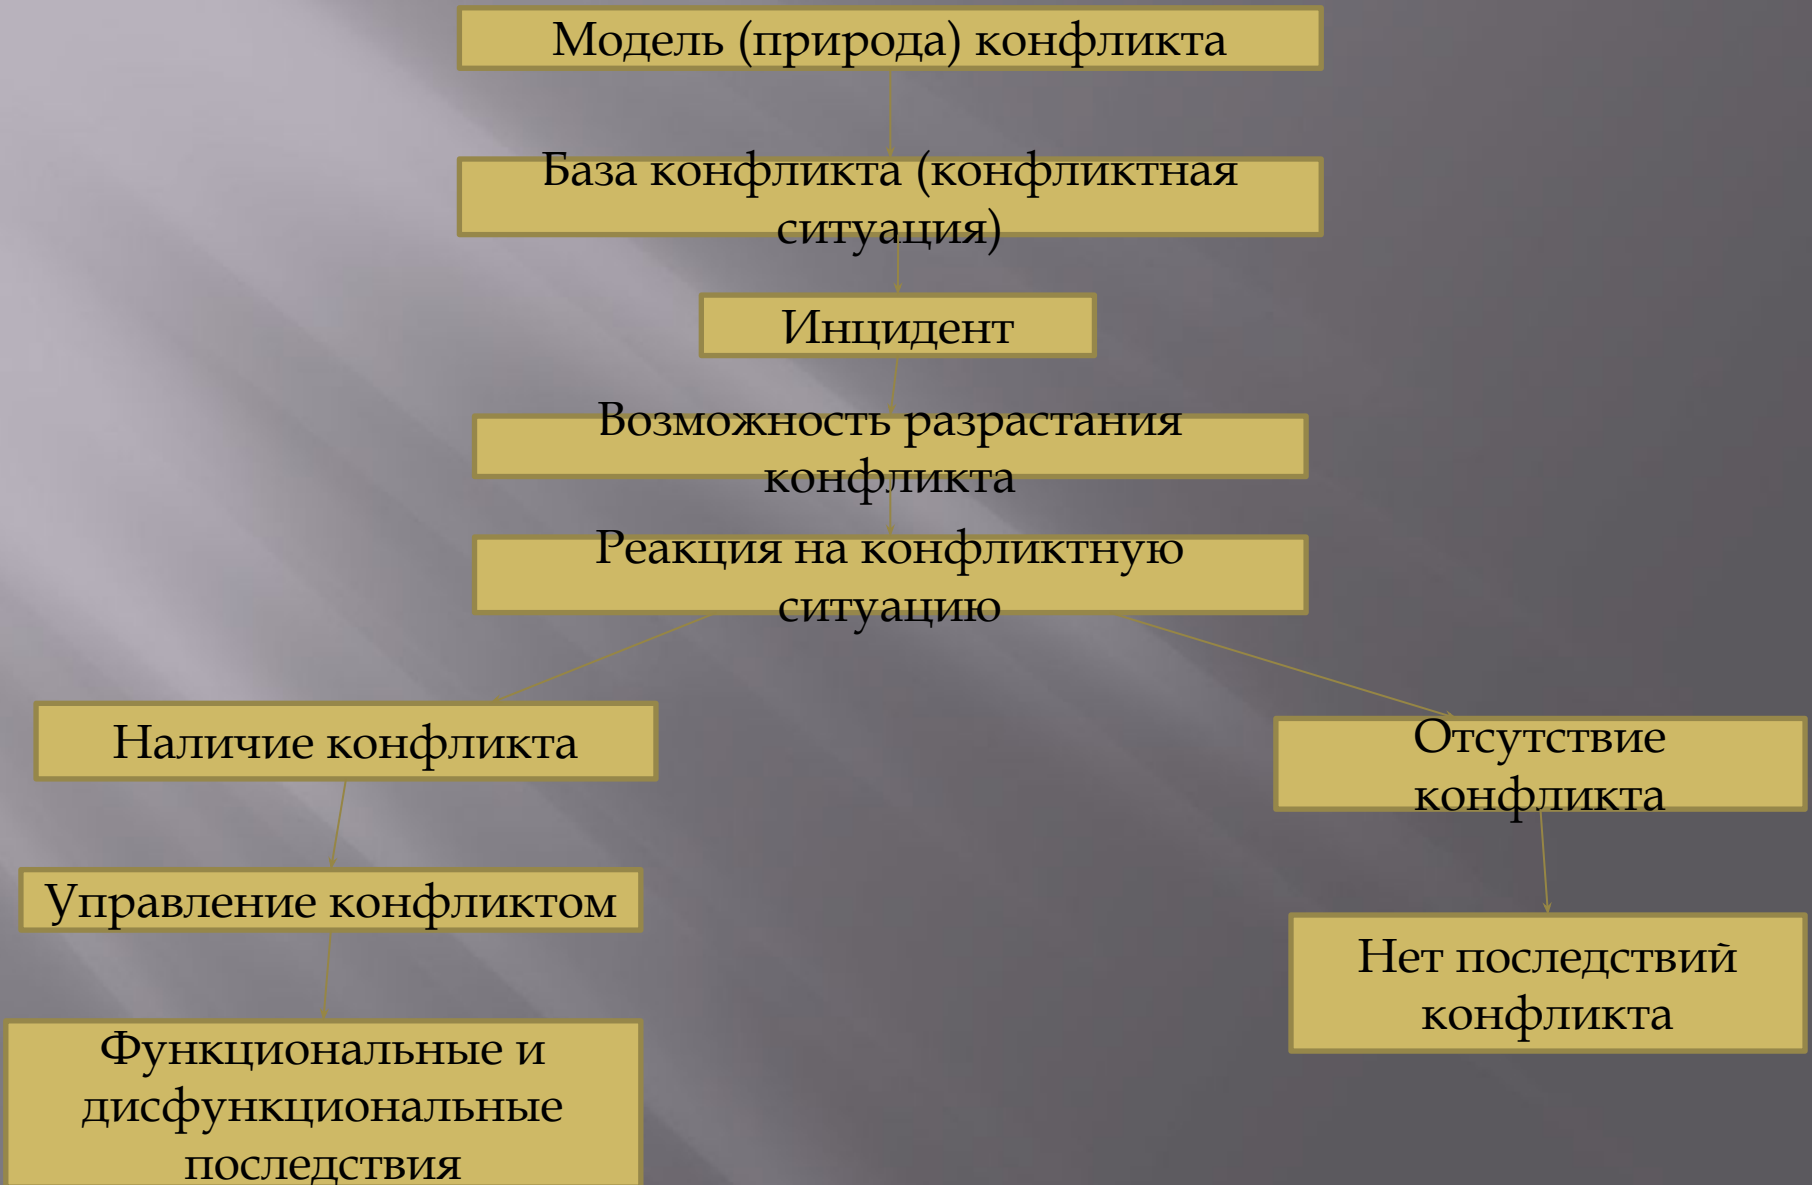 Модель (природа) конфликта
База конфликта (конфликтная
ситуация)
Инцидент
Возможность разрастания
конфликта
Реакция на конфликтную
ситуацию
Наличие конфликта
Отсутствие
конфликта
Управление конфликтом
Нет последствий
конфликта
Функциональные и
дисфункциональные
последствия